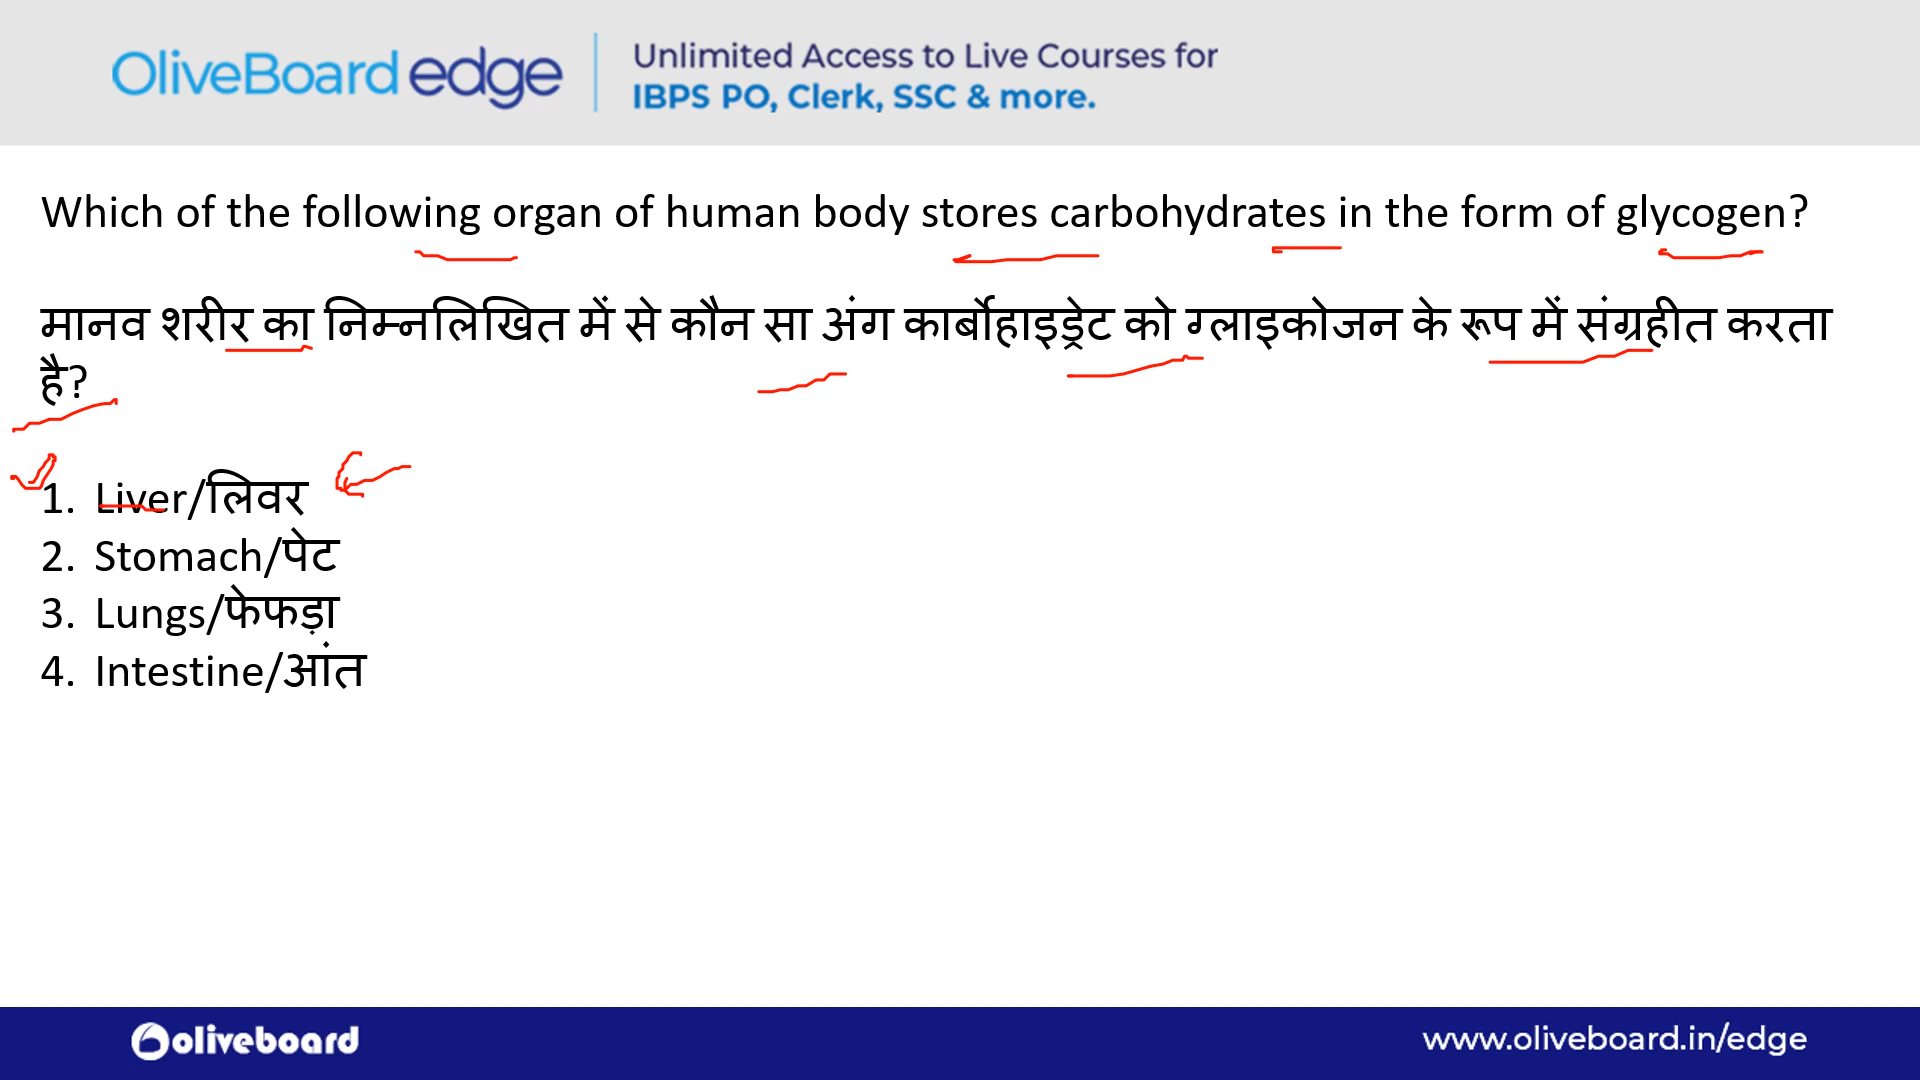 OliveBoard edge
Unlimited Access to Live Courses for
IBPS PO, Clerk, SSC & more.
Which of the following organ of human body stores carbohydrates in the form of glycogen?
मानव शरीर का निम्नलिखित में से कौन सा अंग कार्बोहाइड्रेट को ग्लाइकोजन के रूप में संग्रहीत करता
है?
1. Liver/लिवर
2. Stomach/पेट
3. Lungs/फेफड़ा
4. Intestine/आंत
oliveboard
www.oliveboard.in/edge